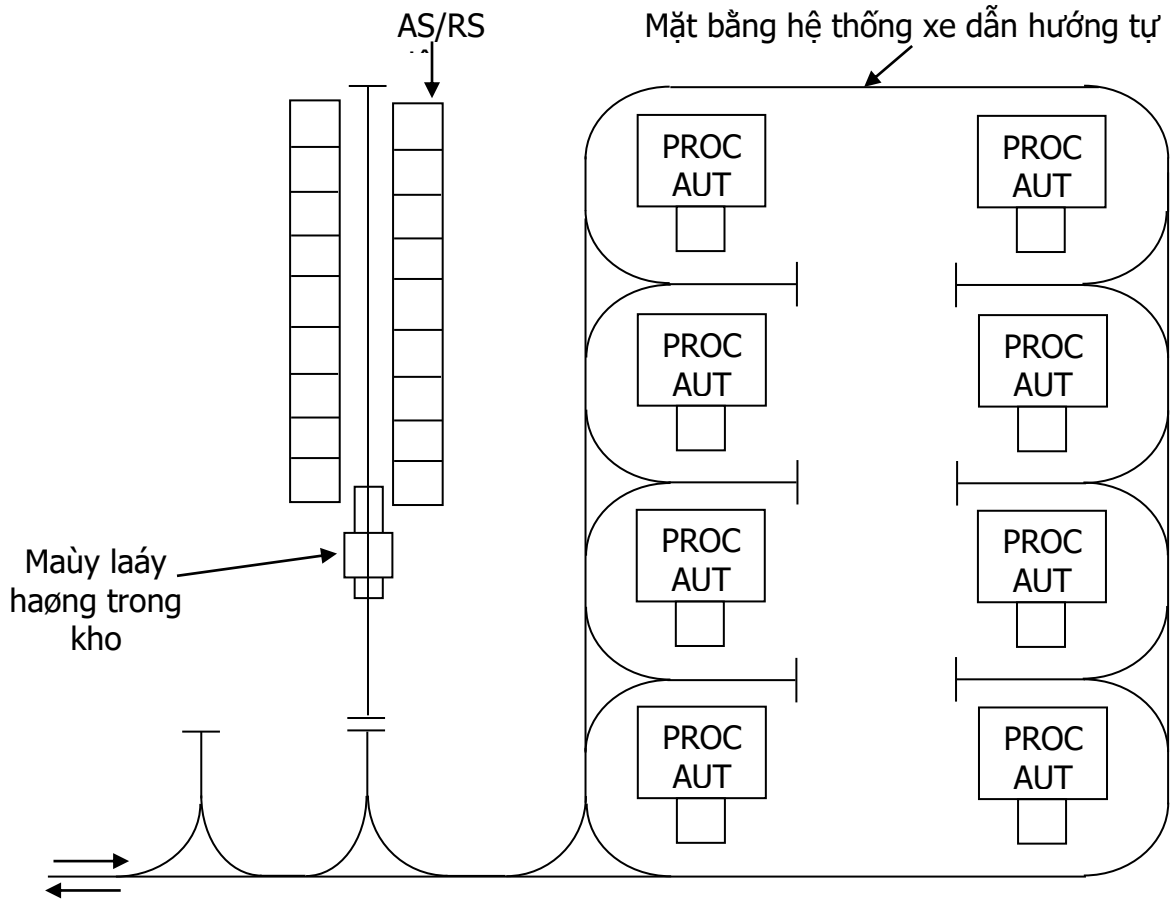 AS/RS
Mặt bằng hệ thống xe dẫn hướng tự
PROC
AUT
PROC
AUT
PROC
AUT
PROC
AUT
Maùy laáy
haøng trong
kho
PROC
AUT
PROC
AUT
PROC
AUT
PROC
AUT